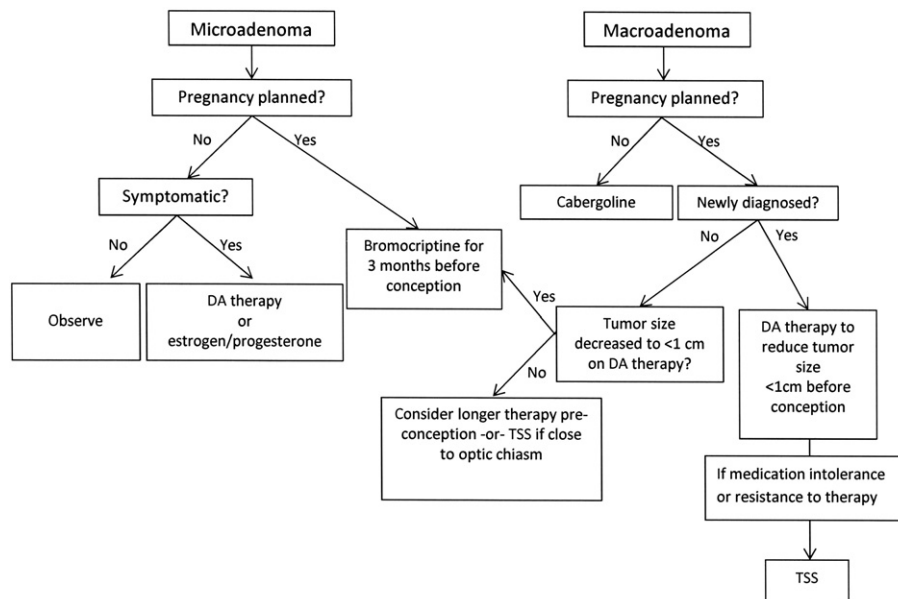 Microadenoma
Pregnancy planned?
No
Yes
Symptomatic?
No
Yes
Observe
DA therapy
or
estrogen/progesterone
Bromocriptine for
3 months before
conception
Macroadenoma
Pregnancy planned?
No
Yes
Cabergoline
Newly diagnosed?
No
Yes
Tumor size
decreased to <1 cm
on DA therapy?
Yes
No
Consider longer therapy pre-
conception -or- TSS if close
to optic chiasm
DA therapy to
reduce tumor
size
<1cm before
conception
If medication intolerance
or resistance to therapy
TSS